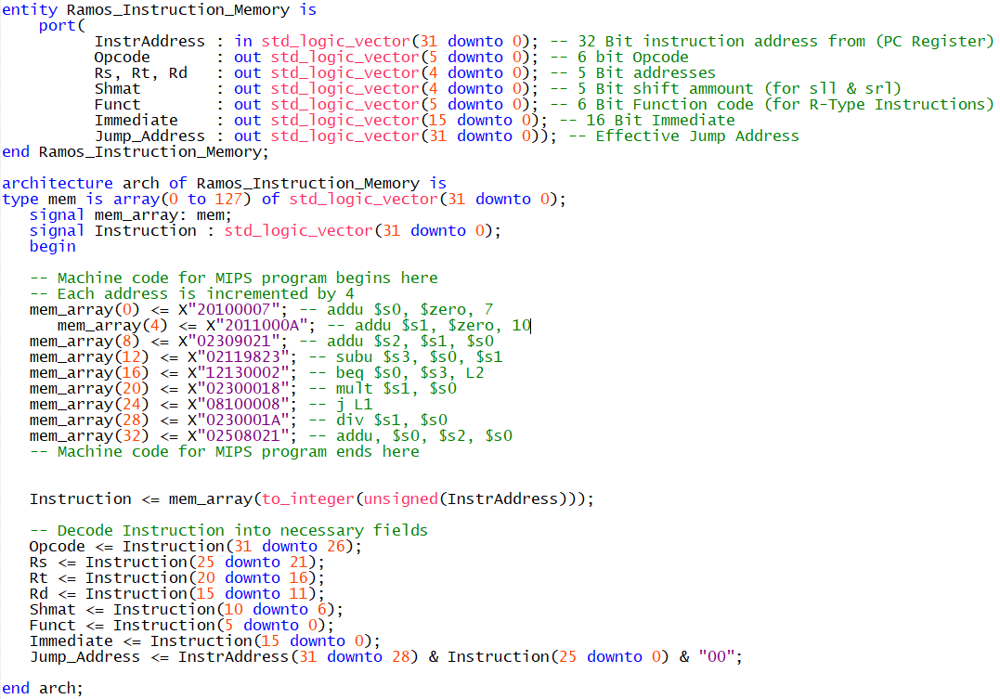 entity Ramos_Instruction_Memory is
    port(
          InstrAddress : in std_logic_vector(31 downto 0); -- 32 Bit instruction address from (PC Register)
          Opcode       : out std_logic_vector(5 downto 0); -- 6 bit Opcode
          Rs, Rt, Rd   : out std_logic_vector(4 downto 0); -- 5 Bit addresses
          Shmat        : out std_logic_vector(4 downto 0); -- 5 Bit shift ammount (for sll & srl)
          Funct        : out std_logic_vector(5 downto 0); -- 6 Bit Function code (for R-Type Instructions)
          Immediate    : out std_logic_vector(15 downto 0); -- 16 Bit Immediate
          Jump_Address : out std_logic_vector(31 downto 0)); -- Effective Jump Address
end Ramos_Instruction_Memory;

architecture arch of Ramos_Instruction_Memory is
type mem is array(0 to 127) of std_logic_vector(31 downto 0);
   signal mem_array: mem;
   signal Instruction : std_logic_vector(31 downto 0);
   begin

   -- Machine code for MIPS program begins here
   -- Each address is incremented by 4
   mem_array(0) <= X"20100007"; -- addu $s0, $zero, 7
      mem_array(4) <= X"2011000A"; -- addu $s1, $zero, 10
   mem_array(8) <= X"02309021"; -- addu $s2, $s1, $s0
   mem_array(12) <= X"02119823"; -- subu $s3, $s0, $s1
   mem_array(16) <= X"12130002"; -- beq $s0, $s3, L2
   mem_array(20) <= X"02300018"; -- mult $s1, $s0
   mem_array(24) <= X"08100008"; -- j L1
   mem_array(28) <= X"0230001A"; -- div $s1, $s0
   mem_array(32) <= X"02508021"; -- addu, $s0, $s2, $s0
   -- Machine code for MIPS program ends here


   Instruction <= mem_array(to_integer(unsigned(InstrAddress)));

   -- Decode Instruction into necessary fields
   Opcode <= Instruction(31 downto 26);
   Rs <= Instruction(25 downto 21);
   Rt <= Instruction(20 downto 16);
   Rd <= Instruction(15 downto 11);
   Shmat <= Instruction(10 downto 6);
   Funct <= Instruction(5 downto 0);
   Immediate <= Instruction(15 downto 0);
   Jump_Address <= InstrAddress(31 downto 28) & Instruction(25 downto 0) & "00";

end arch;